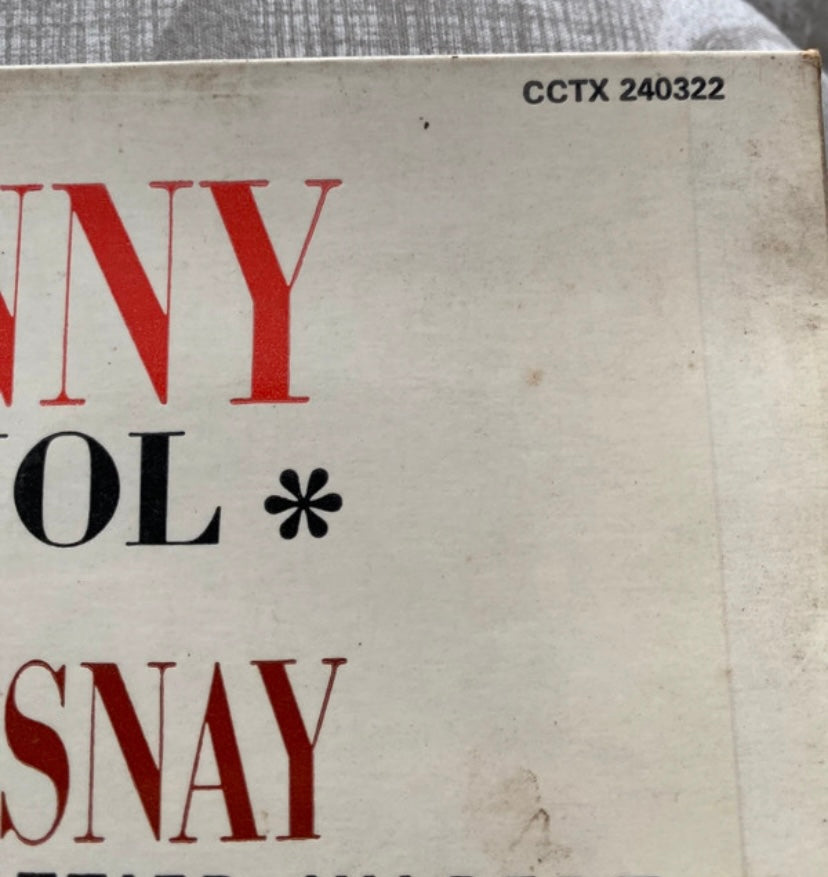 CCTX 240322
NNY
OL *
SNAY